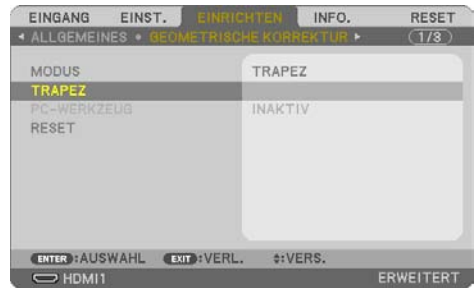 EINGANG EINST. EINRICHTEN INFO. RESET
ALLGEMEINES GEOMETRISCHE KORREKTUR 1/3
MODUS TRAPEZ
TRAPEZ
PC-WERKZEUG INAKTIV
RESET
ENTER :AUSWAHL EXIT :VERL. :VERS.
HDMI1 ERWEITERT